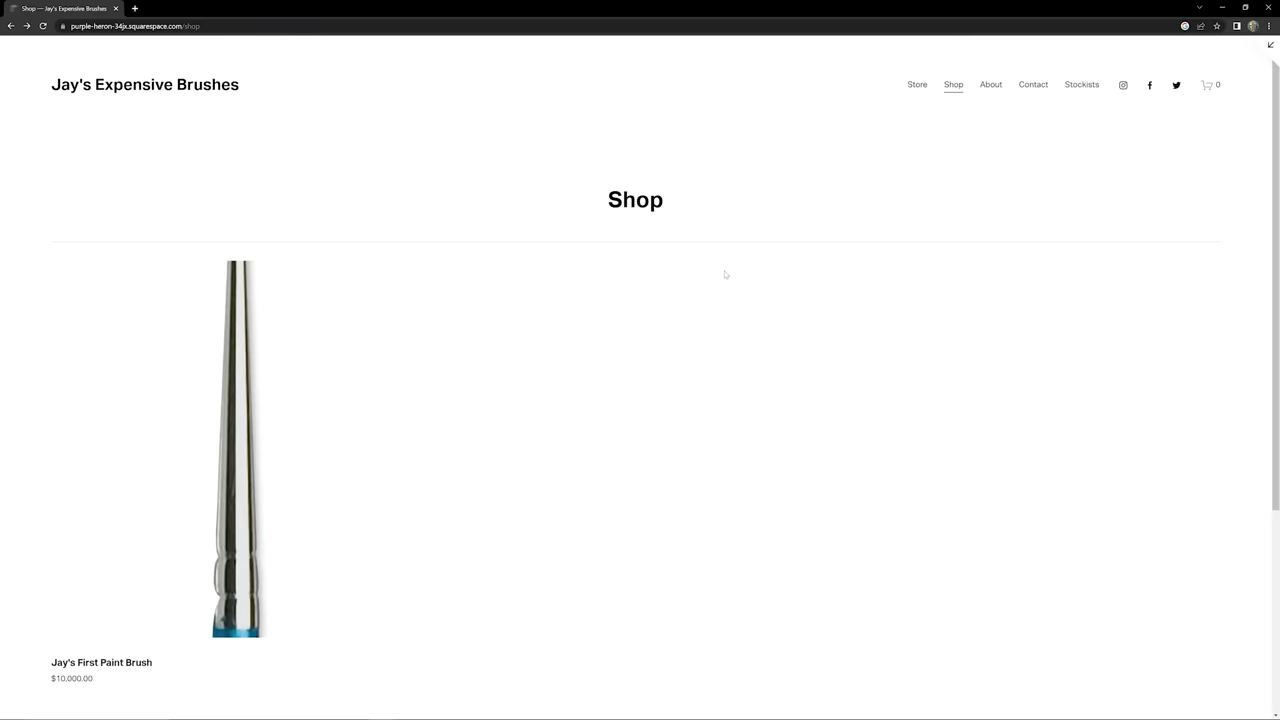 Shop — Jay's Expensive Brushes
purple-heron-34jx.squarespace.com/shop
Jay's Expensive Brushes
Store Shop About Contact Stockists 0
Shop
Jay's First Paint Brush
$10,000.00